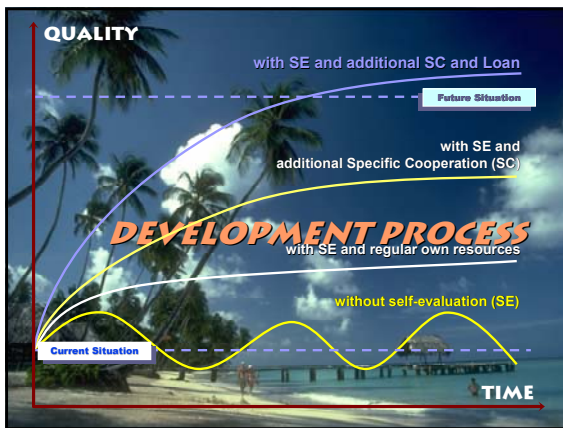 QUALITY
with SE and additional SC and Loan
Future Situation
with SE and
additional Specific Cooperation (SC)
DEVELOPMENT PROCESS
with SE and regular own resources
without self-evaluation (SE)
Current Situation
TIME